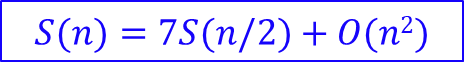 S(n) = 7S(n/2) + O(n²)